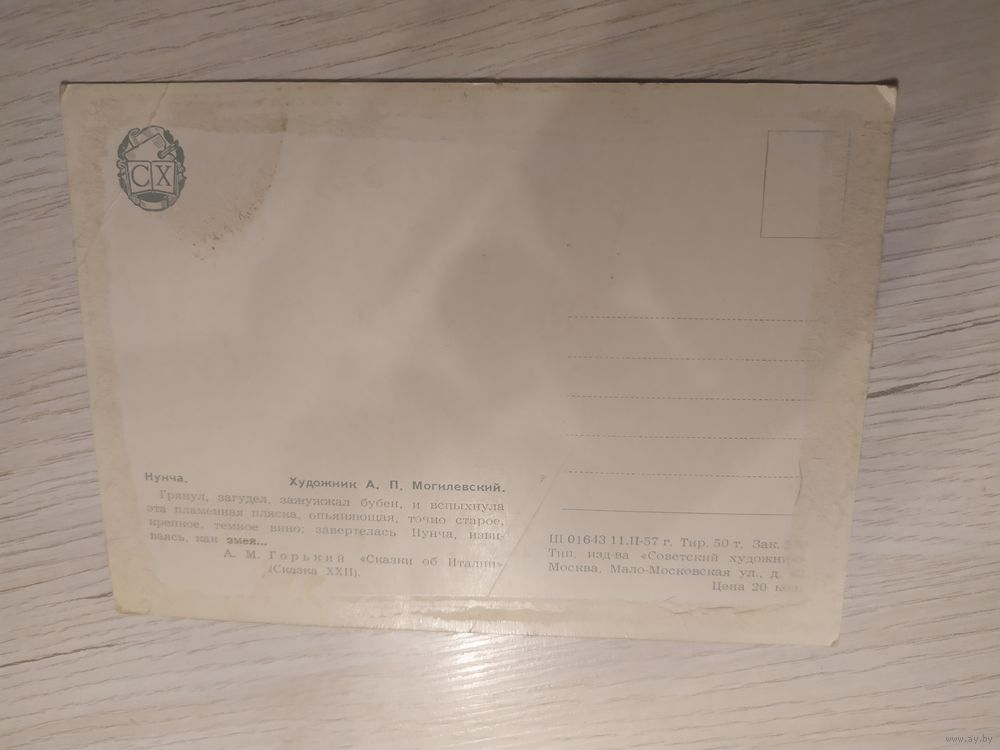 СХ
Нунча. Художник А. П. Могилевский.
Грянул, загудел, зажужжал бубен, и вспыхнула
эта пламенная пляска, опьяняющая, точно старое,
крепкое, темное вино; завертелась Нунча, изви-
ваясь, как змея...
А. М. Горький «Сказки об Италии»
(Сказка XXII).
Ш 01643 11.II-57 г. Тир. 50 т. Зак.
Тип. изд-ва «Советский художник»
Москва, Мало-Московская ул., д.
Цена 20 коп.
www.ay.by